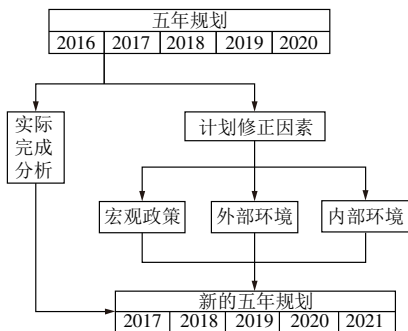 五年规划
2016 2017 2018 2019 2020
实际
完成
分析
计划修正因素
宏观政策 外部环境 内部环境
新的五年规划
2017 2018 2019 2020 2021